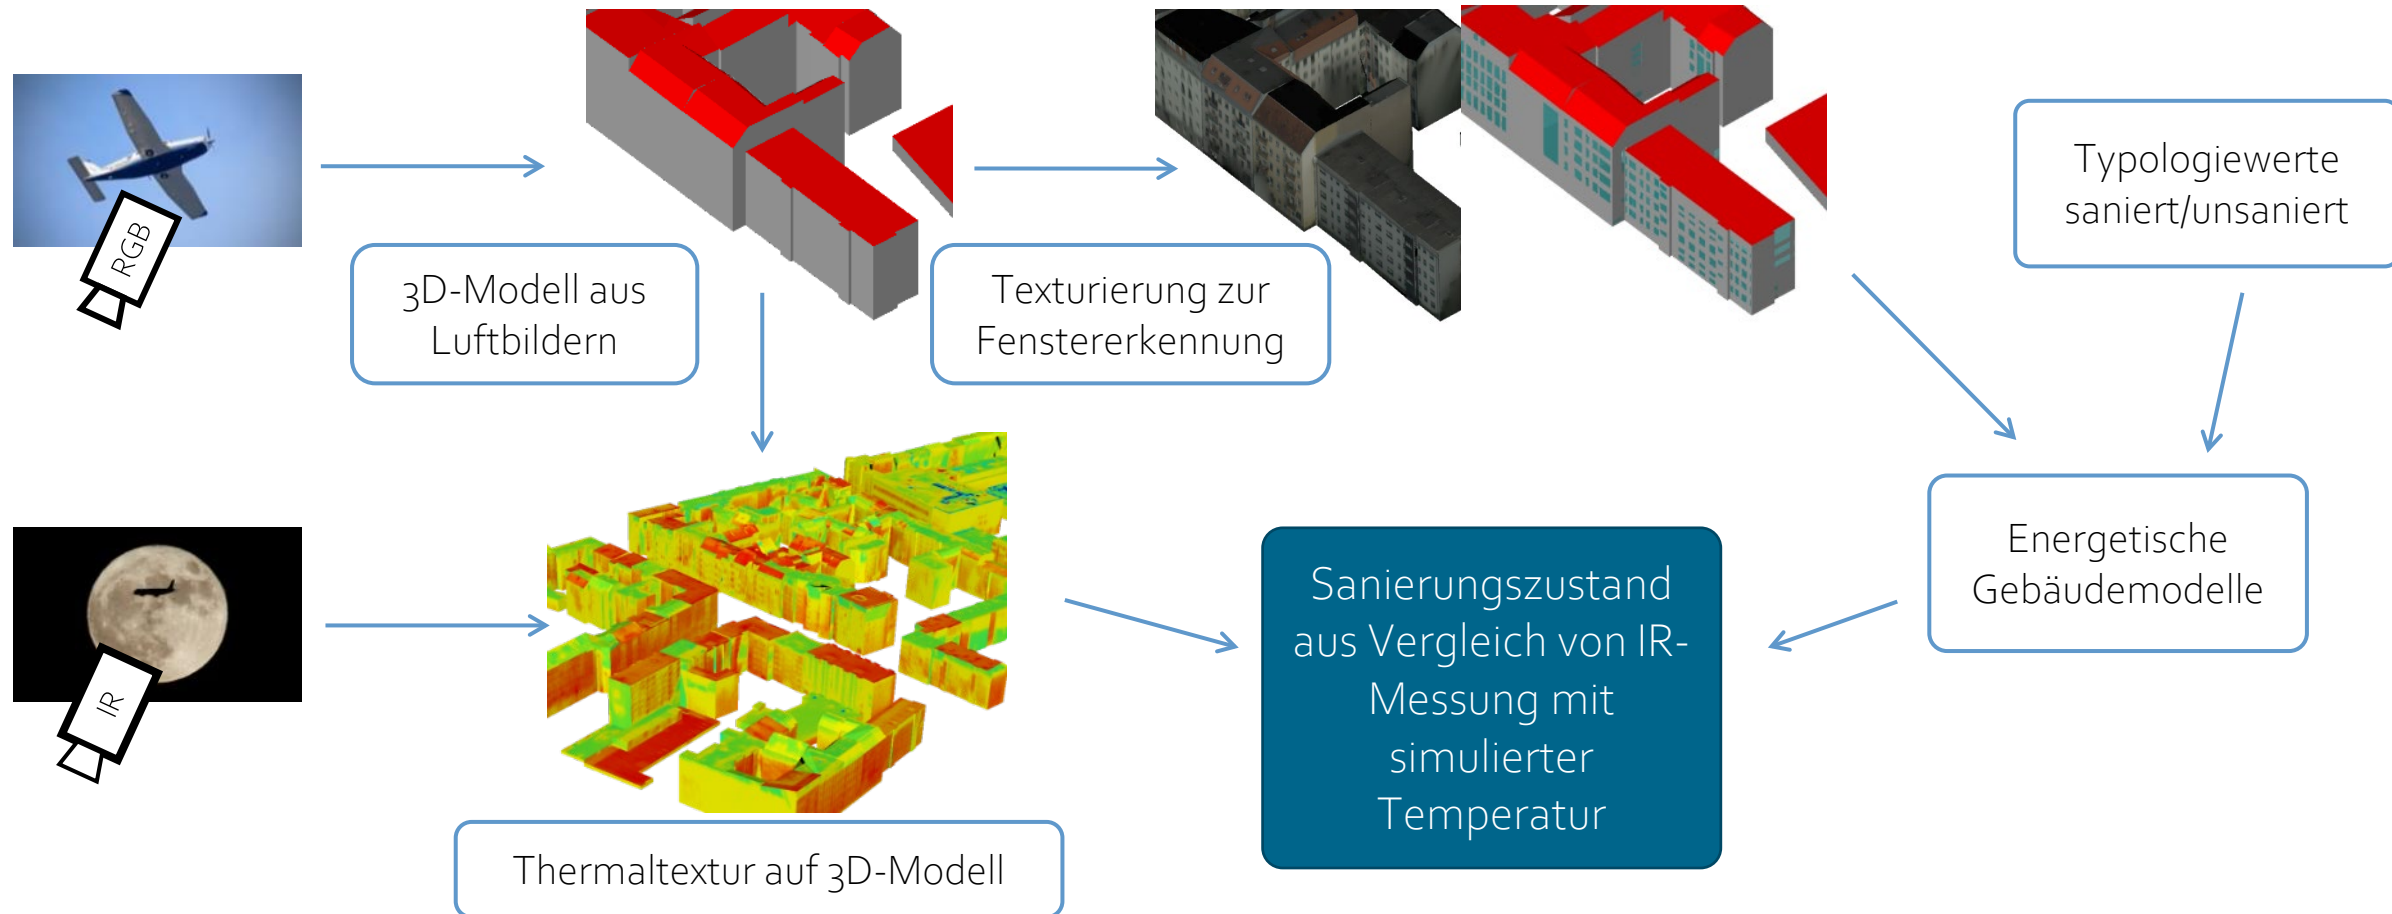 RGB
3D-Modell aus
Luftbildern
Texturierung zur
Fenstererkennung
Typologiewerte
saniert/unsaniert
Energetische
Gebäudemodelle
IR
Sanierungszustand
aus Vergleich von IR-
Messung mit
simulierter
Temperatur
Thermaltextur auf 3D-Modell